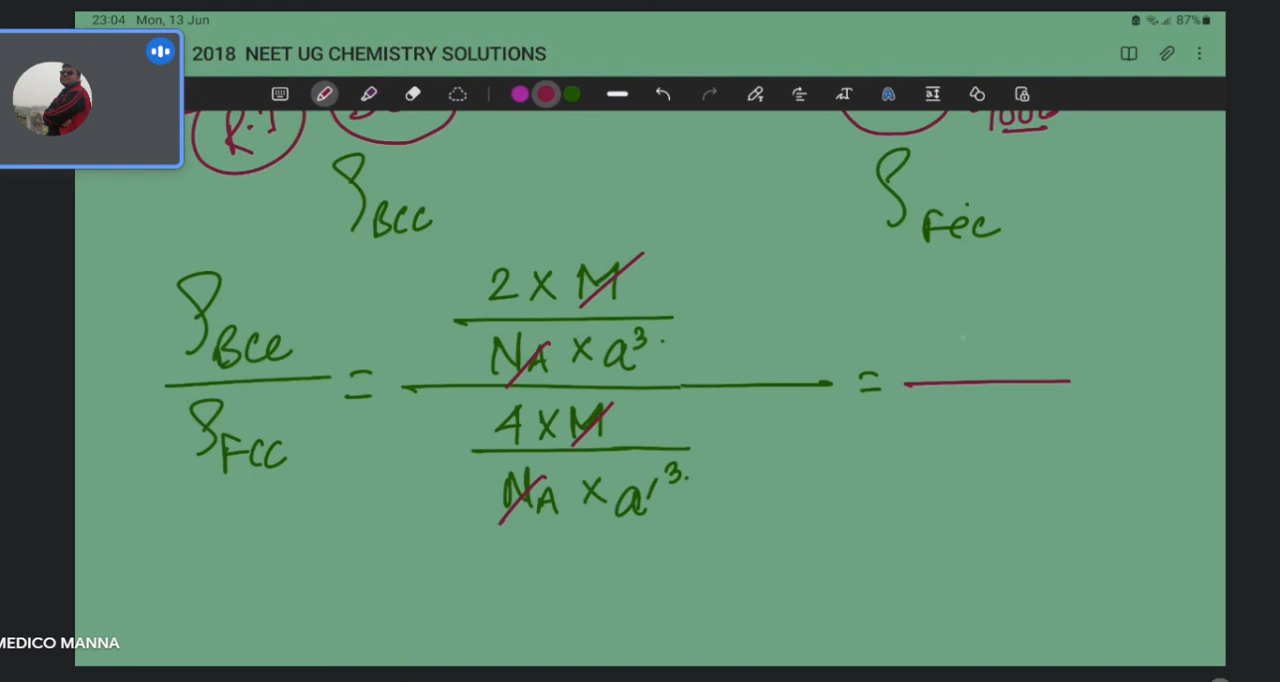 23:04 Mon, 13 Jun
87%
2018 NEET UG CHEMISTRY SOLUTIONS
R.T
1000
ρBCC
ρFCC
ρBCC / ρFCC = (2 × M / NA × a³) / (4 × M / NA × a′³) =
MEDICO MANNA